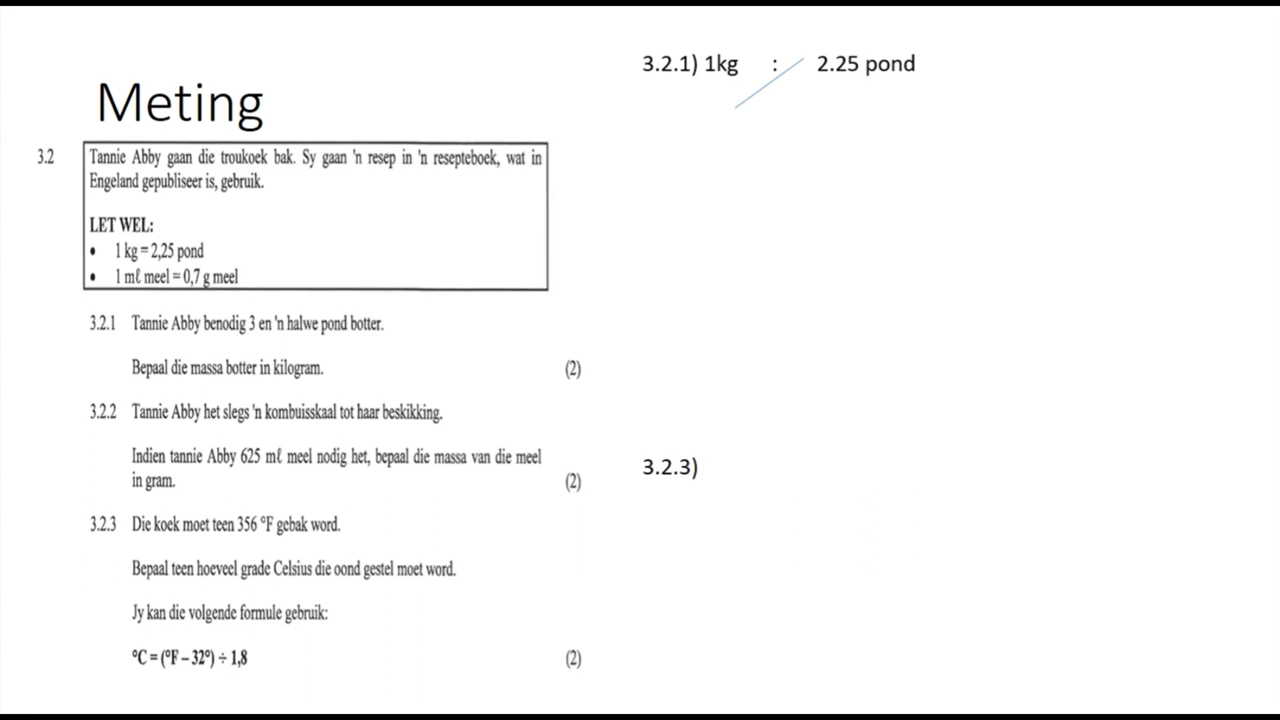 Meting
3.2 Tannie Abby gaan die troukoek bak. Sy gaan 'n resep in 'n resepteboek, wat in
Engeland gepubliseer is, gebruik.
LET WEL:
• 1 kg = 2,25 pond
• 1 mℓ meel = 0,7 g meel
3.2.1 Tannie Abby benodig 3 en 'n halwe pond botter.
Bepaal die massa botter in kilogram. (2)
3.2.2 Tannie Abby het slegs 'n kombuisskaal tot haar beskikking.
Indien tannie Abby 625 mℓ meel nodig het, bepaal die massa van die meel
in gram. (2)
3.2.3 Die koek moet teen 356 °F gebak word.
Bepaal teen hoeveel grade Celsius die oond gestel moet word.
Jy kan die volgende formule gebruik:
°C = (°F – 32°) ÷ 1,8 (2)
3.2.1) 1kg : 2.25 pond
3.2.3)